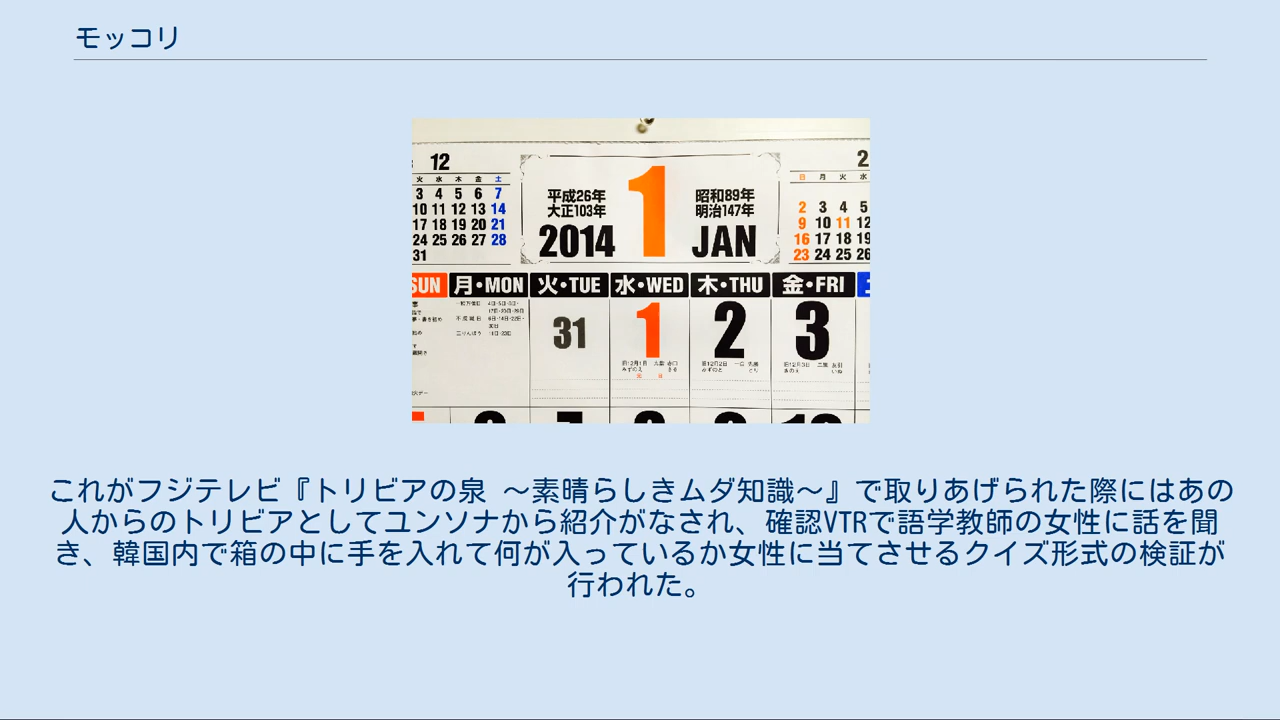 モッコリ
12
火 水 木 金 土
3 4 5 6 7
10 11 12 13 14
17 18 19 20 21
24 25 26 27 28
31
平成26年
大正103年
2014
1
昭和89年
明治147年
JAN
2
日 月 火 水
2 3 4 5
9 10 11 12
16 17 18 19
23 24 25 26
SUN 月・MON 火・TUE 水・WED 木・THU 金・FRI
31 1 2 3
これがフジテレビ『トリビアの泉 〜素晴らしきムダ知識〜』で取りあげられた際にはあの
人からのトリビアとしてユンソナから紹介がなされ、確認VTRで語学教師の女性に話を聞
き、韓国内で箱の中に手を入れて何が入っているか女性に当てさせるクイズ形式の検証が
行われた。